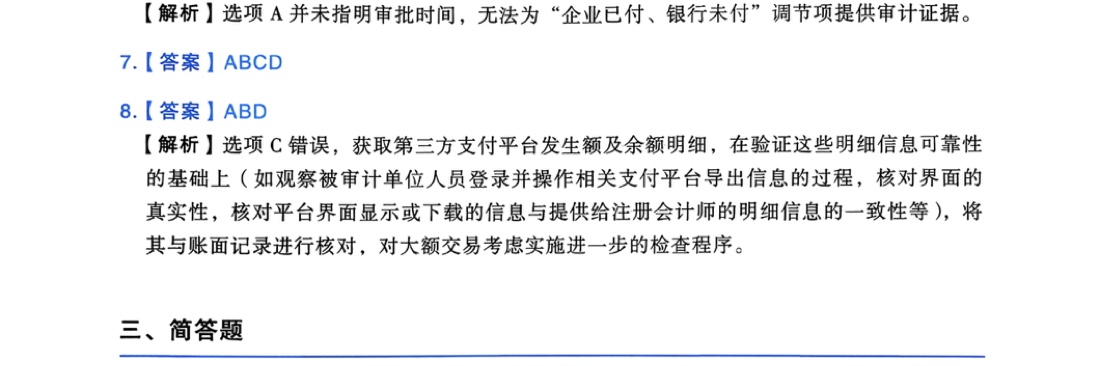 【解析】选项 A 并未指明审批时间，无法为“企业已付、银行未付”调节项提供审计证据。
7.【答案】ABCD
8.【答案】ABD
【解析】选项 C 错误，获取第三方支付平台发生额及余额明细，在验证这些明细信息可靠性
的基础上（如观察被审计单位人员登录并操作相关支付平台导出信息的过程，核对界面的
真实性，核对平台界面显示或下载的信息与提供给注册会计师的明细信息的一致性等），将
其与账面记录进行核对，对大额交易考虑实施进一步的检查程序。
三、简答题